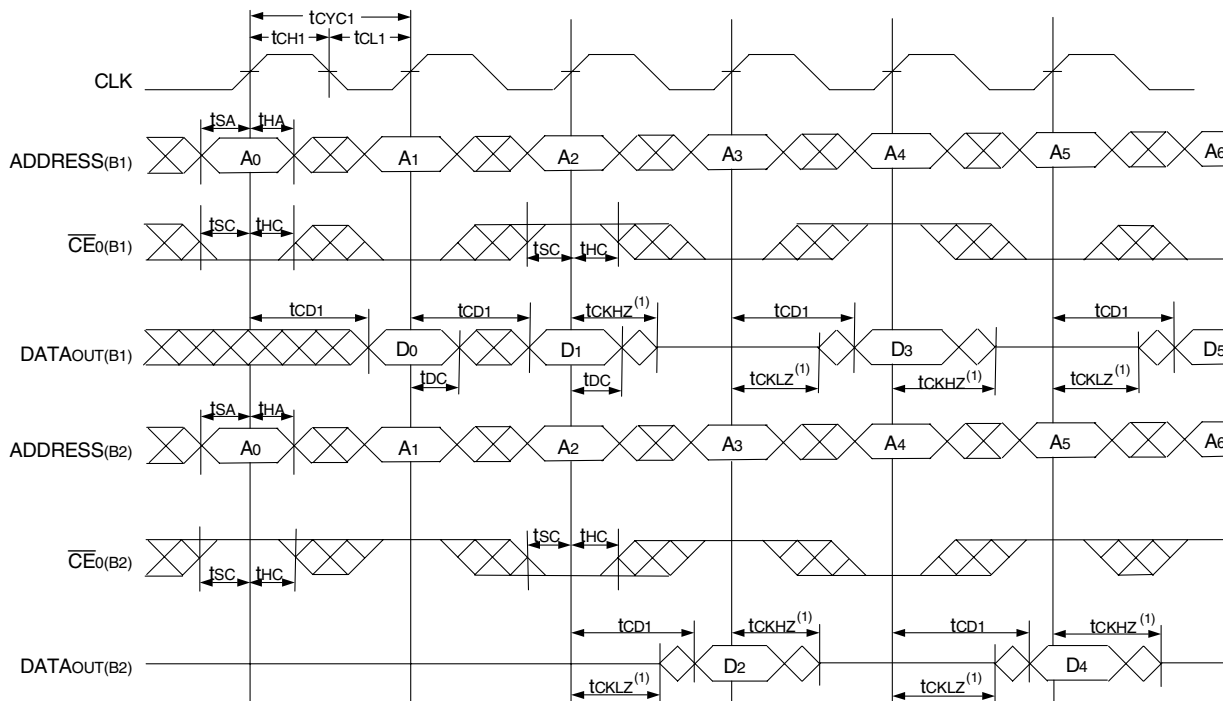 tCYC1
tCH1 tCL1
CLK
tSA tHA
ADDRESS(B1) A0 A1 A2 A3 A4 A5 A6
tSC tHC
CE0(B1)
tSC tHC
tCD1 tCD1 tCKHZ(1) tCD1 tCD1
DATAOUT(B1) D0 D1 D3 D5
tDC tDC tCKLZ(1) tCKHZ(1) tCKLZ(1)
tSA tHA
ADDRESS(B2) A0 A1 A2 A3 A4 A5 A6
tSC tHC
CE0(B2)
tSC tHC
tCD1 tCKHZ(1) tCD1 tCKHZ(1)
DATAOUT(B2) D2 D4
tCKLZ(1) tCKLZ(1)